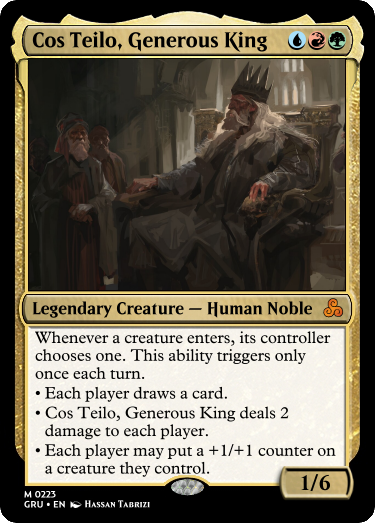 Cos Teilo, Generous King
Legendary Creature — Human Noble
Whenever a creature enters, its controller
chooses one. This ability triggers only
once each turn.
• Each player draws a card.
• Cos Teilo, Generous King deals 2
damage to each player.
• Each player may put a +1/+1 counter on
a creature they control.
1/6
M 0223
GRU • EN Hassan Tabrizi